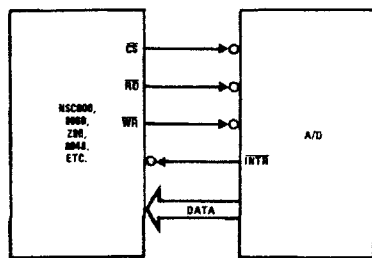 CS
RD
NSC800,
8080,
Z80,
8048,
ETC.
WR
A/D
INTR
DATA